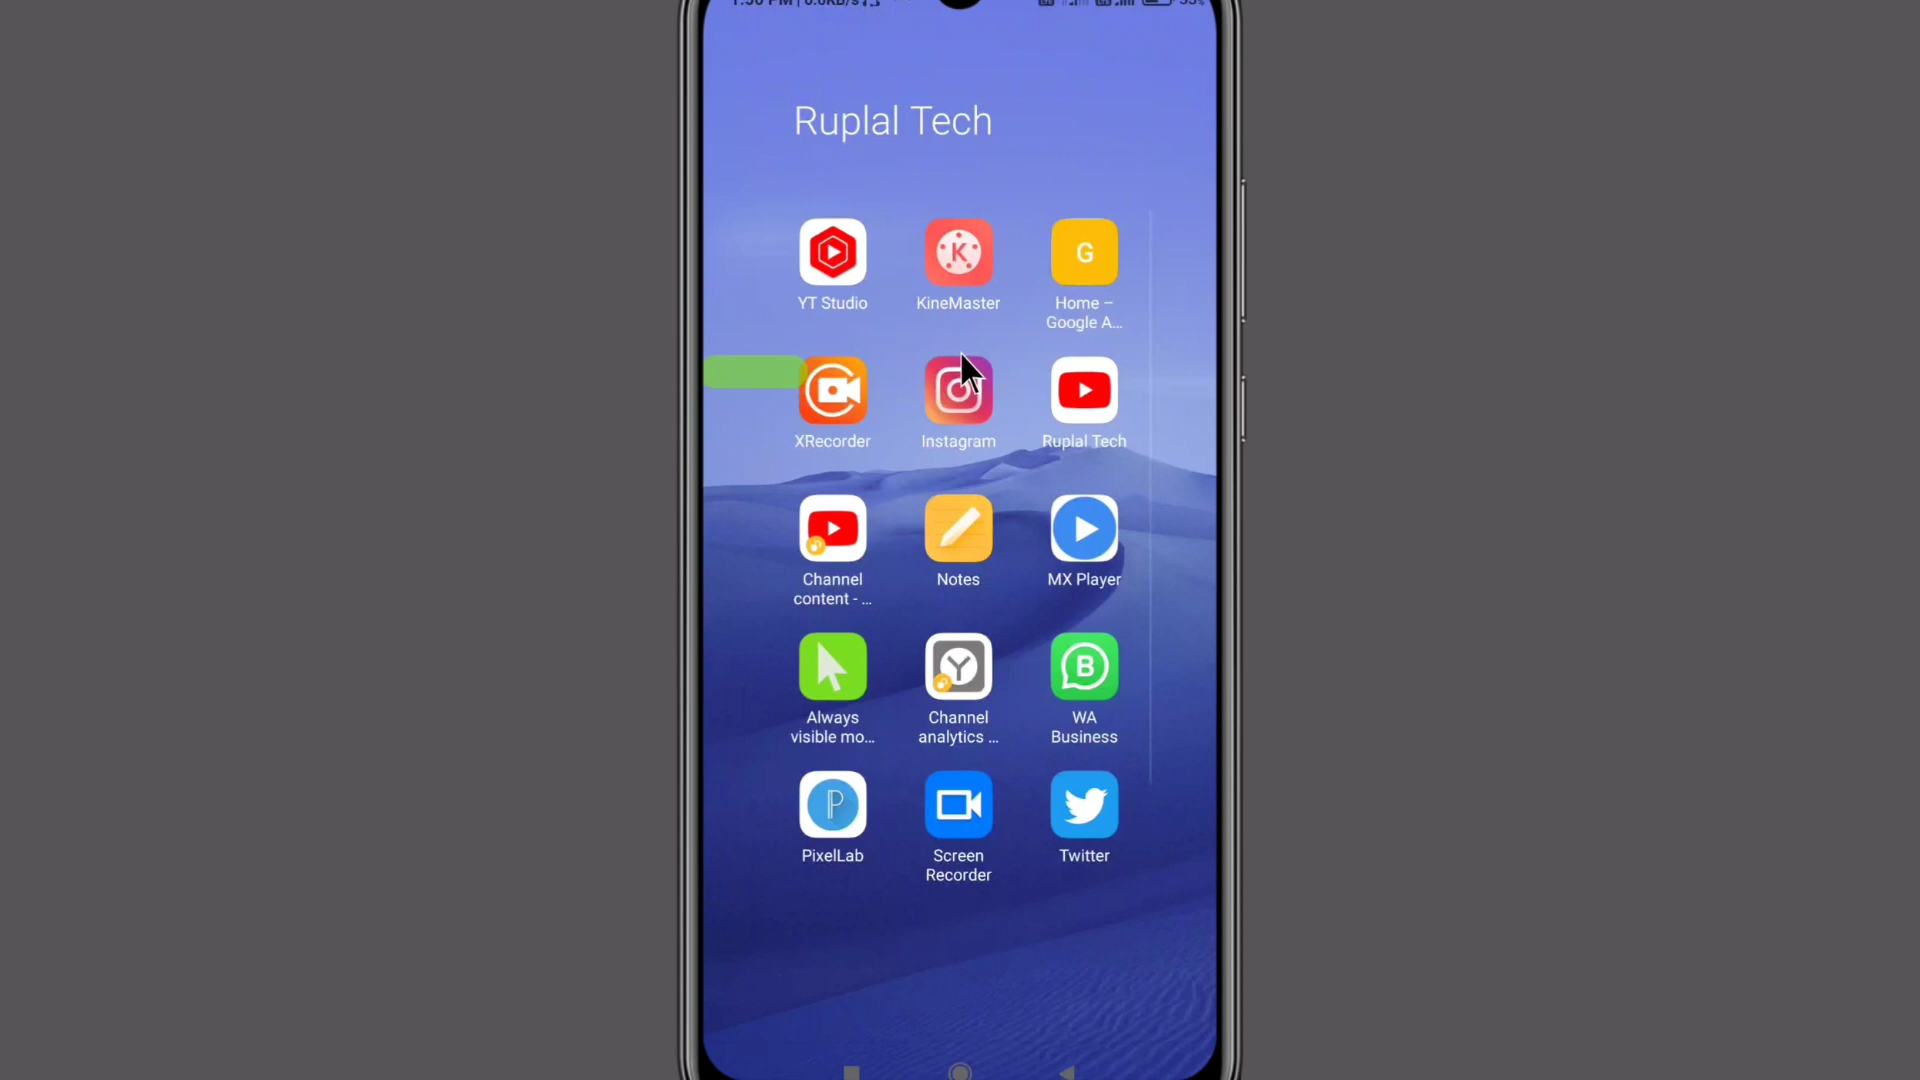 Ruplal Tech
YT Studio
KineMaster
G
Home –
Google A...
XRecorder
Instagram
Ruplal Tech
Channel
content - ...
Notes
MX Player
Always
visible mo...
Channel
analytics ...
WA
Business
PixelLab
Screen
Recorder
Twitter